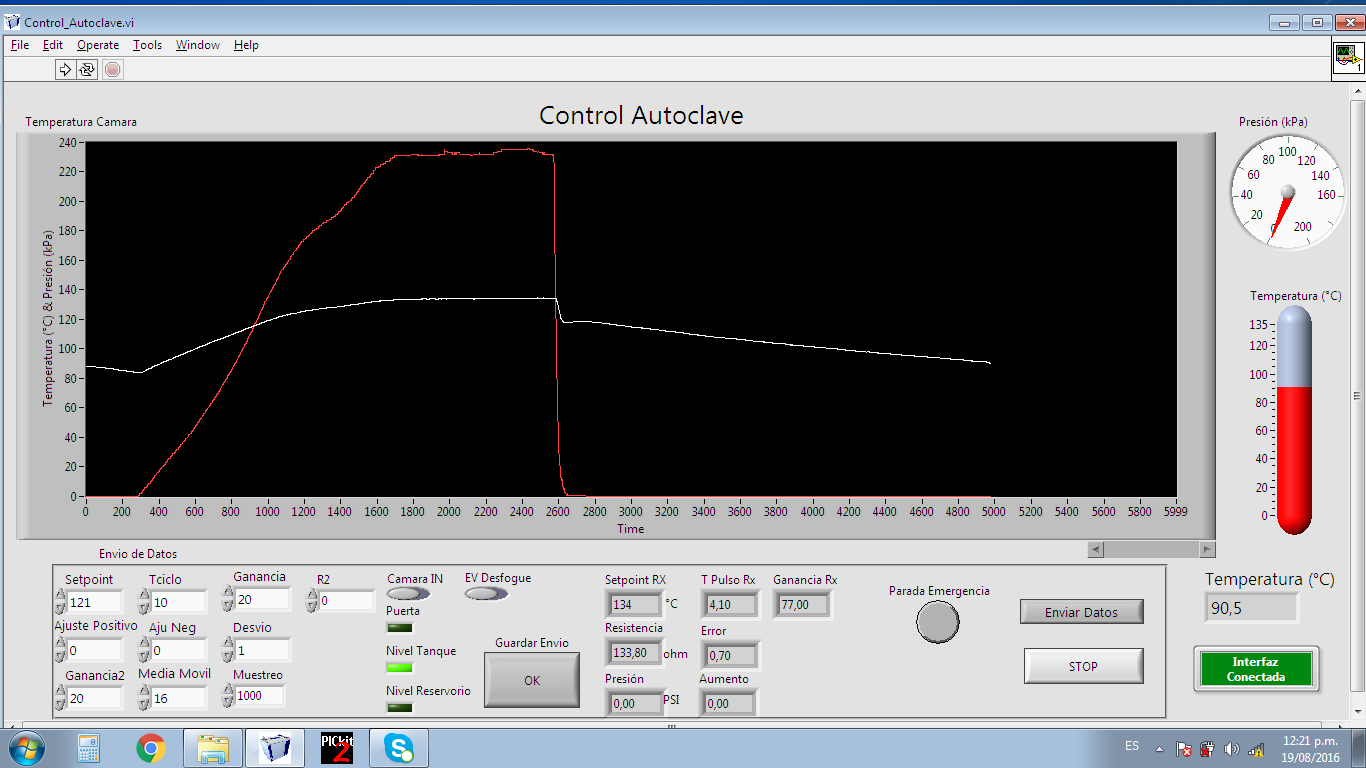 Control_Autoclave.vi
File Edit Operate Tools Window Help
1
Control Autoclave
Temperatura Camara
Temperatura (°C) & Presión (kPa)
240
220
200
180
160
140
120
100
80
60
40
20
0
0 200 400 600 800 1000 1200 1400 1600 1800 2000 2200 2400 2600 2800 3000 3200 3400 3600 3800 4000 4200 4400 4600 4800 5000 5200 5400 5600 5800 5999
Time
Presión (kPa)
0 20 40 60 80 100 120 140 160 200
Temperatura (°C)
135
120
100
80
60
40
20
0
Temperatura (°C)
90,5
Interfaz
Conectada
Envio de Datos
Setpoint Tciclo Ganancia R2 Camara IN EV Desfogue
121 10 20 0
Puerta
Ajuste Positivo Aju Neg Desvio
0 0 1
Nivel Tanque
Ganancia2 Media Movil Muestreo
20 16 1000
Nivel Reservorio
Guardar Envio
OK
Setpoint RX T Pulso Rx Ganancia Rx
134 °C 4,10 77,00
Resistencia Error
133,80 ohm 0,70
Presión Aumento
0,00 PSI 0,00
Parada Emergencia
Enviar Datos
STOP
PICkit
2
ES
12:21 p.m.
19/08/2016